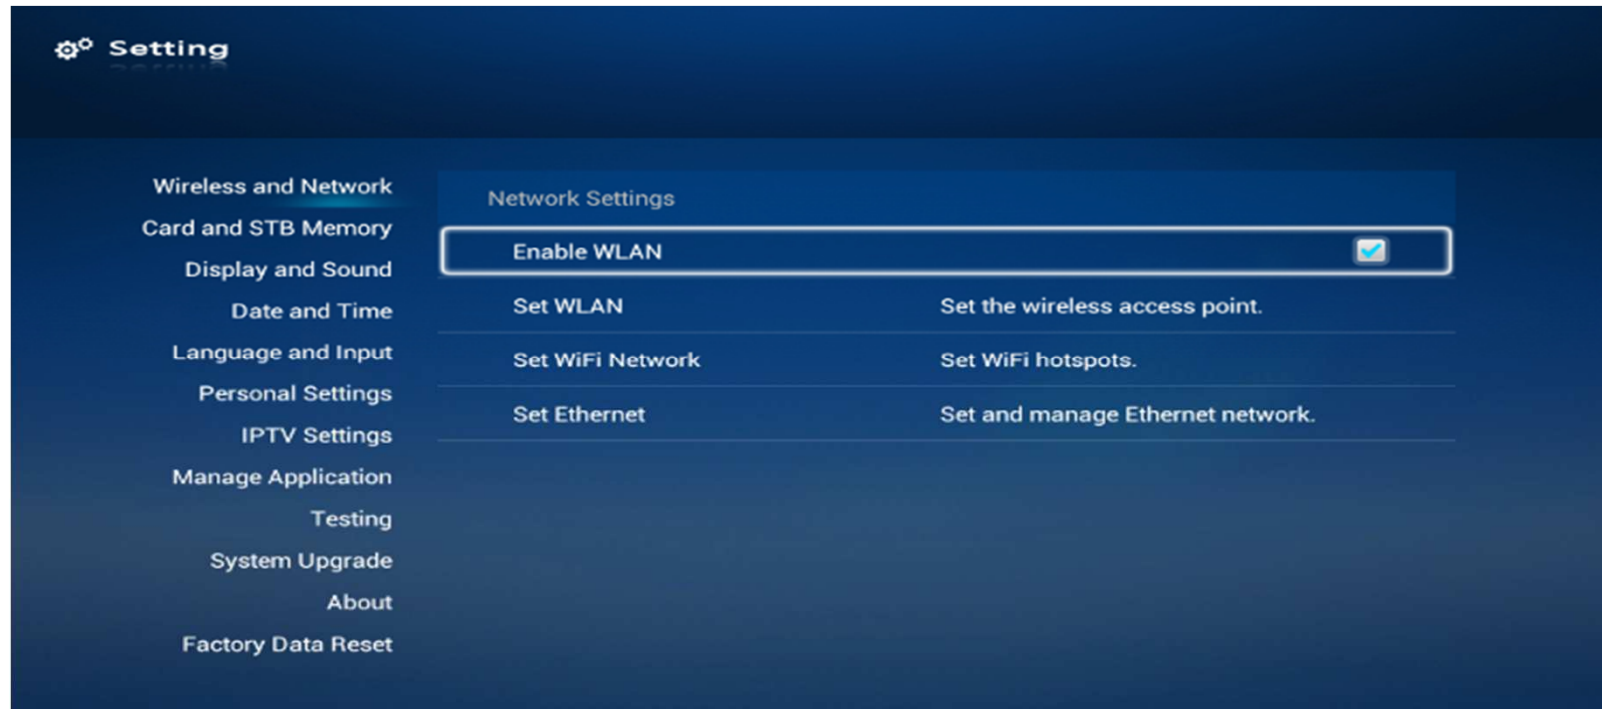 Setting
Wireless and Network
Card and STB Memory
Display and Sound
Date and Time
Language and Input
Personal Settings
IPTV Settings
Manage Application
Testing
System Upgrade
About
Factory Data Reset
Network Settings
Enable WLAN
Set WLAN Set the wireless access point.
Set WiFi Network Set WiFi hotspots.
Set Ethernet Set and manage Ethernet network.